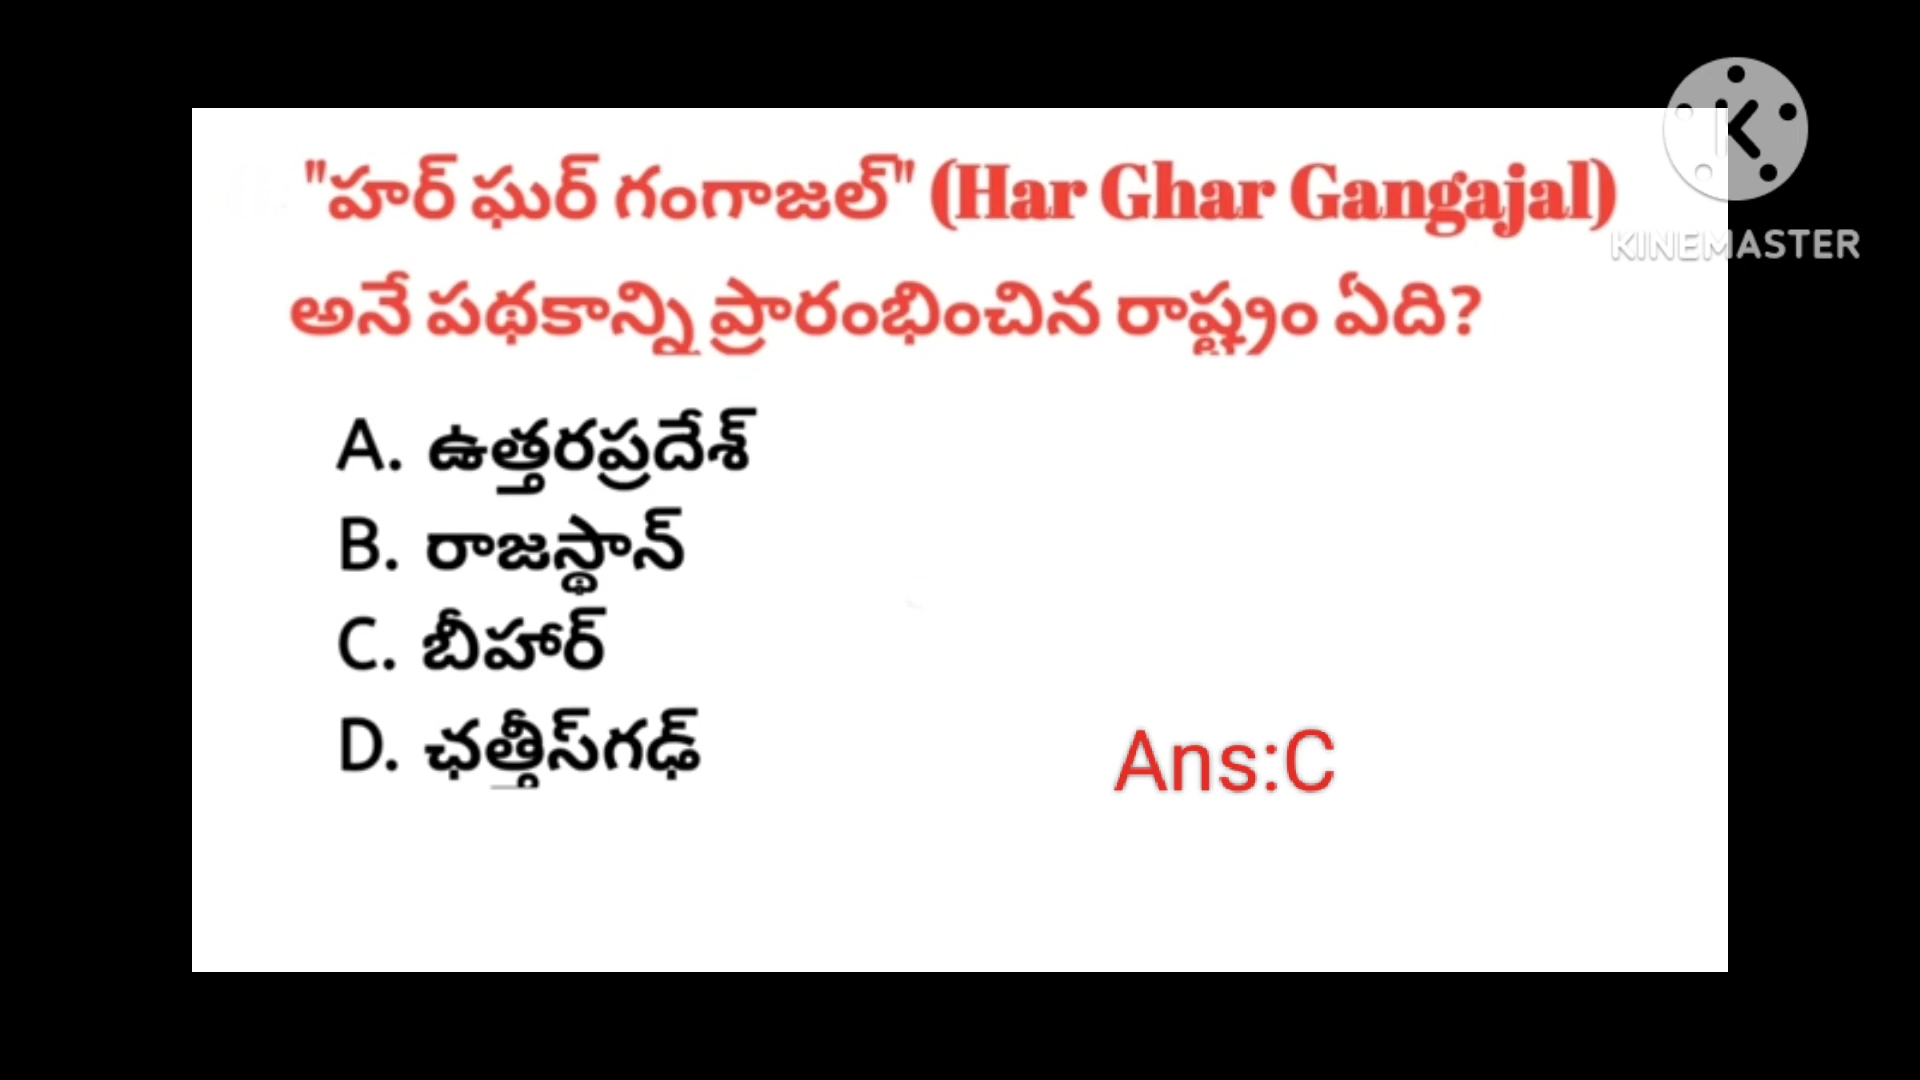 "హర్ ఘర్ గంగాజల్" (Har Ghar Gangajal)
KINEMASTER
అనే పథకాన్ని ప్రారంభించిన రాష్ట్రం ఏది?
A. ఉత్తరప్రదేశ్
B. రాజస్థాన్
C. బీహార్
D. ఛత్తీస్‌గఢ్
Ans:C